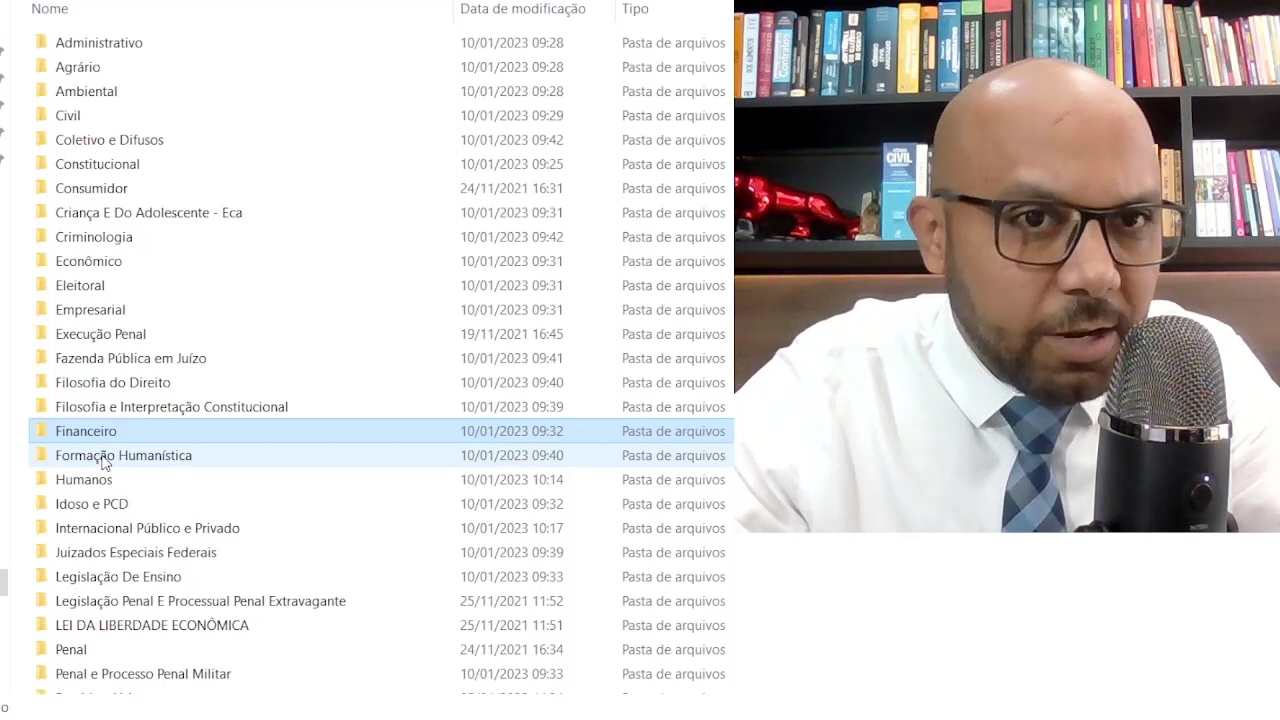 Nome Data de modificação Tipo
Administrativo 10/01/2023 09:28 Pasta de arquivos
Agrário 10/01/2023 09:28 Pasta de arquivos
Ambiental 10/01/2023 09:28 Pasta de arquivos
Civil 10/01/2023 09:29 Pasta de arquivos
Coletivo e Difusos 10/01/2023 09:42 Pasta de arquivos
Constitucional 10/01/2023 09:25 Pasta de arquivos
Consumidor 24/11/2021 16:31 Pasta de arquivos
Criança E Do Adolescente - Eca 10/01/2023 09:31 Pasta de arquivos
Criminologia 10/01/2023 09:42 Pasta de arquivos
Econômico 10/01/2023 09:31 Pasta de arquivos
Eleitoral 10/01/2023 09:31 Pasta de arquivos
Empresarial 10/01/2023 09:31 Pasta de arquivos
Execução Penal 19/11/2021 16:45 Pasta de arquivos
Fazenda Pública em Juízo 10/01/2023 09:41 Pasta de arquivos
Filosofia do Direito 10/01/2023 09:40 Pasta de arquivos
Filosofia e Interpretação Constitucional 10/01/2023 09:39 Pasta de arquivos
Financeiro 10/01/2023 09:32 Pasta de arquivos
Formação Humanística 10/01/2023 09:40 Pasta de arquivos
Humanos 10/01/2023 10:14 Pasta de arquivos
Idoso e PCD 10/01/2023 09:32 Pasta de arquivos
Internacional Público e Privado 10/01/2023 10:17 Pasta de arquivos
Juizados Especiais Federais 10/01/2023 09:39 Pasta de arquivos
Legislação De Ensino 10/01/2023 09:33 Pasta de arquivos
Legislação Penal E Processual Penal Extravagante 25/11/2021 11:52 Pasta de arquivos
LEI DA LIBERDADE ECONÔMICA 25/11/2021 11:51 Pasta de arquivos
Penal 24/11/2021 16:34 Pasta de arquivos
Penal e Processo Penal Militar 10/01/2023 09:33 Pasta de arquivos
CIVIL